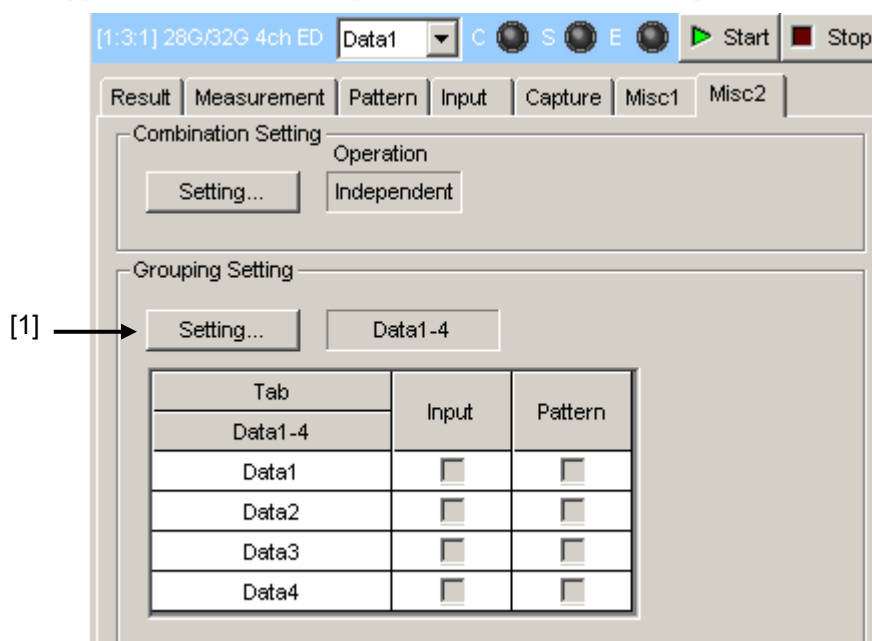 [1:3:1] 28G/32G 4ch ED Data1 C S E Start Stop
Result Measurement Pattern Input Capture Misc1 Misc2
Combination Setting
Operation
Setting... Independent
Grouping Setting
[1] Setting... Data1-4
Tab Input Pattern
Data1-4
Data1
Data2
Data3
Data4